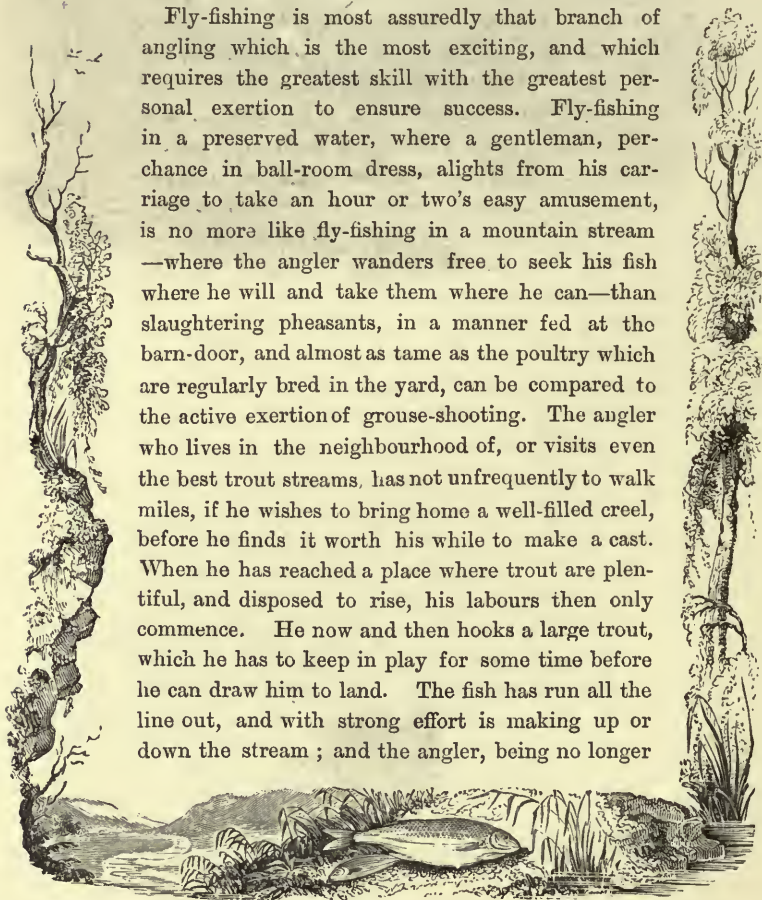 Fly-fishing is most assuredly that branch of
angling which is the most exciting, and which
requires the greatest skill with the greatest per-
sonal exertion to ensure success. Fly-fishing
in a preserved water, where a gentleman, per-
chance in ball-room dress, alights from his car-
riage to take an hour or two's easy amusement,
is no more like fly-fishing in a mountain stream
—where the angler wanders free to seek his fish
where he will and take them where he can—than
slaughtering pheasants, in a manner fed at the
barn-door, and almost as tame as the poultry which
are regularly bred in the yard, can be compared to
the active exertion of grouse-shooting. The angler
who lives in the neighbourhood of, or visits even
the best trout streams, has not unfrequently to walk
miles, if he wishes to bring home a well-filled creel,
before he finds it worth his while to make a cast.
When he has reached a place where trout are plen-
tiful, and disposed to rise, his labours then only
commence. He now and then hooks a large trout,
which he has to keep in play for some time before
he can draw him to land. The fish has run all the
line out, and with strong effort is making up or
down the stream ; and the angler, being no longer